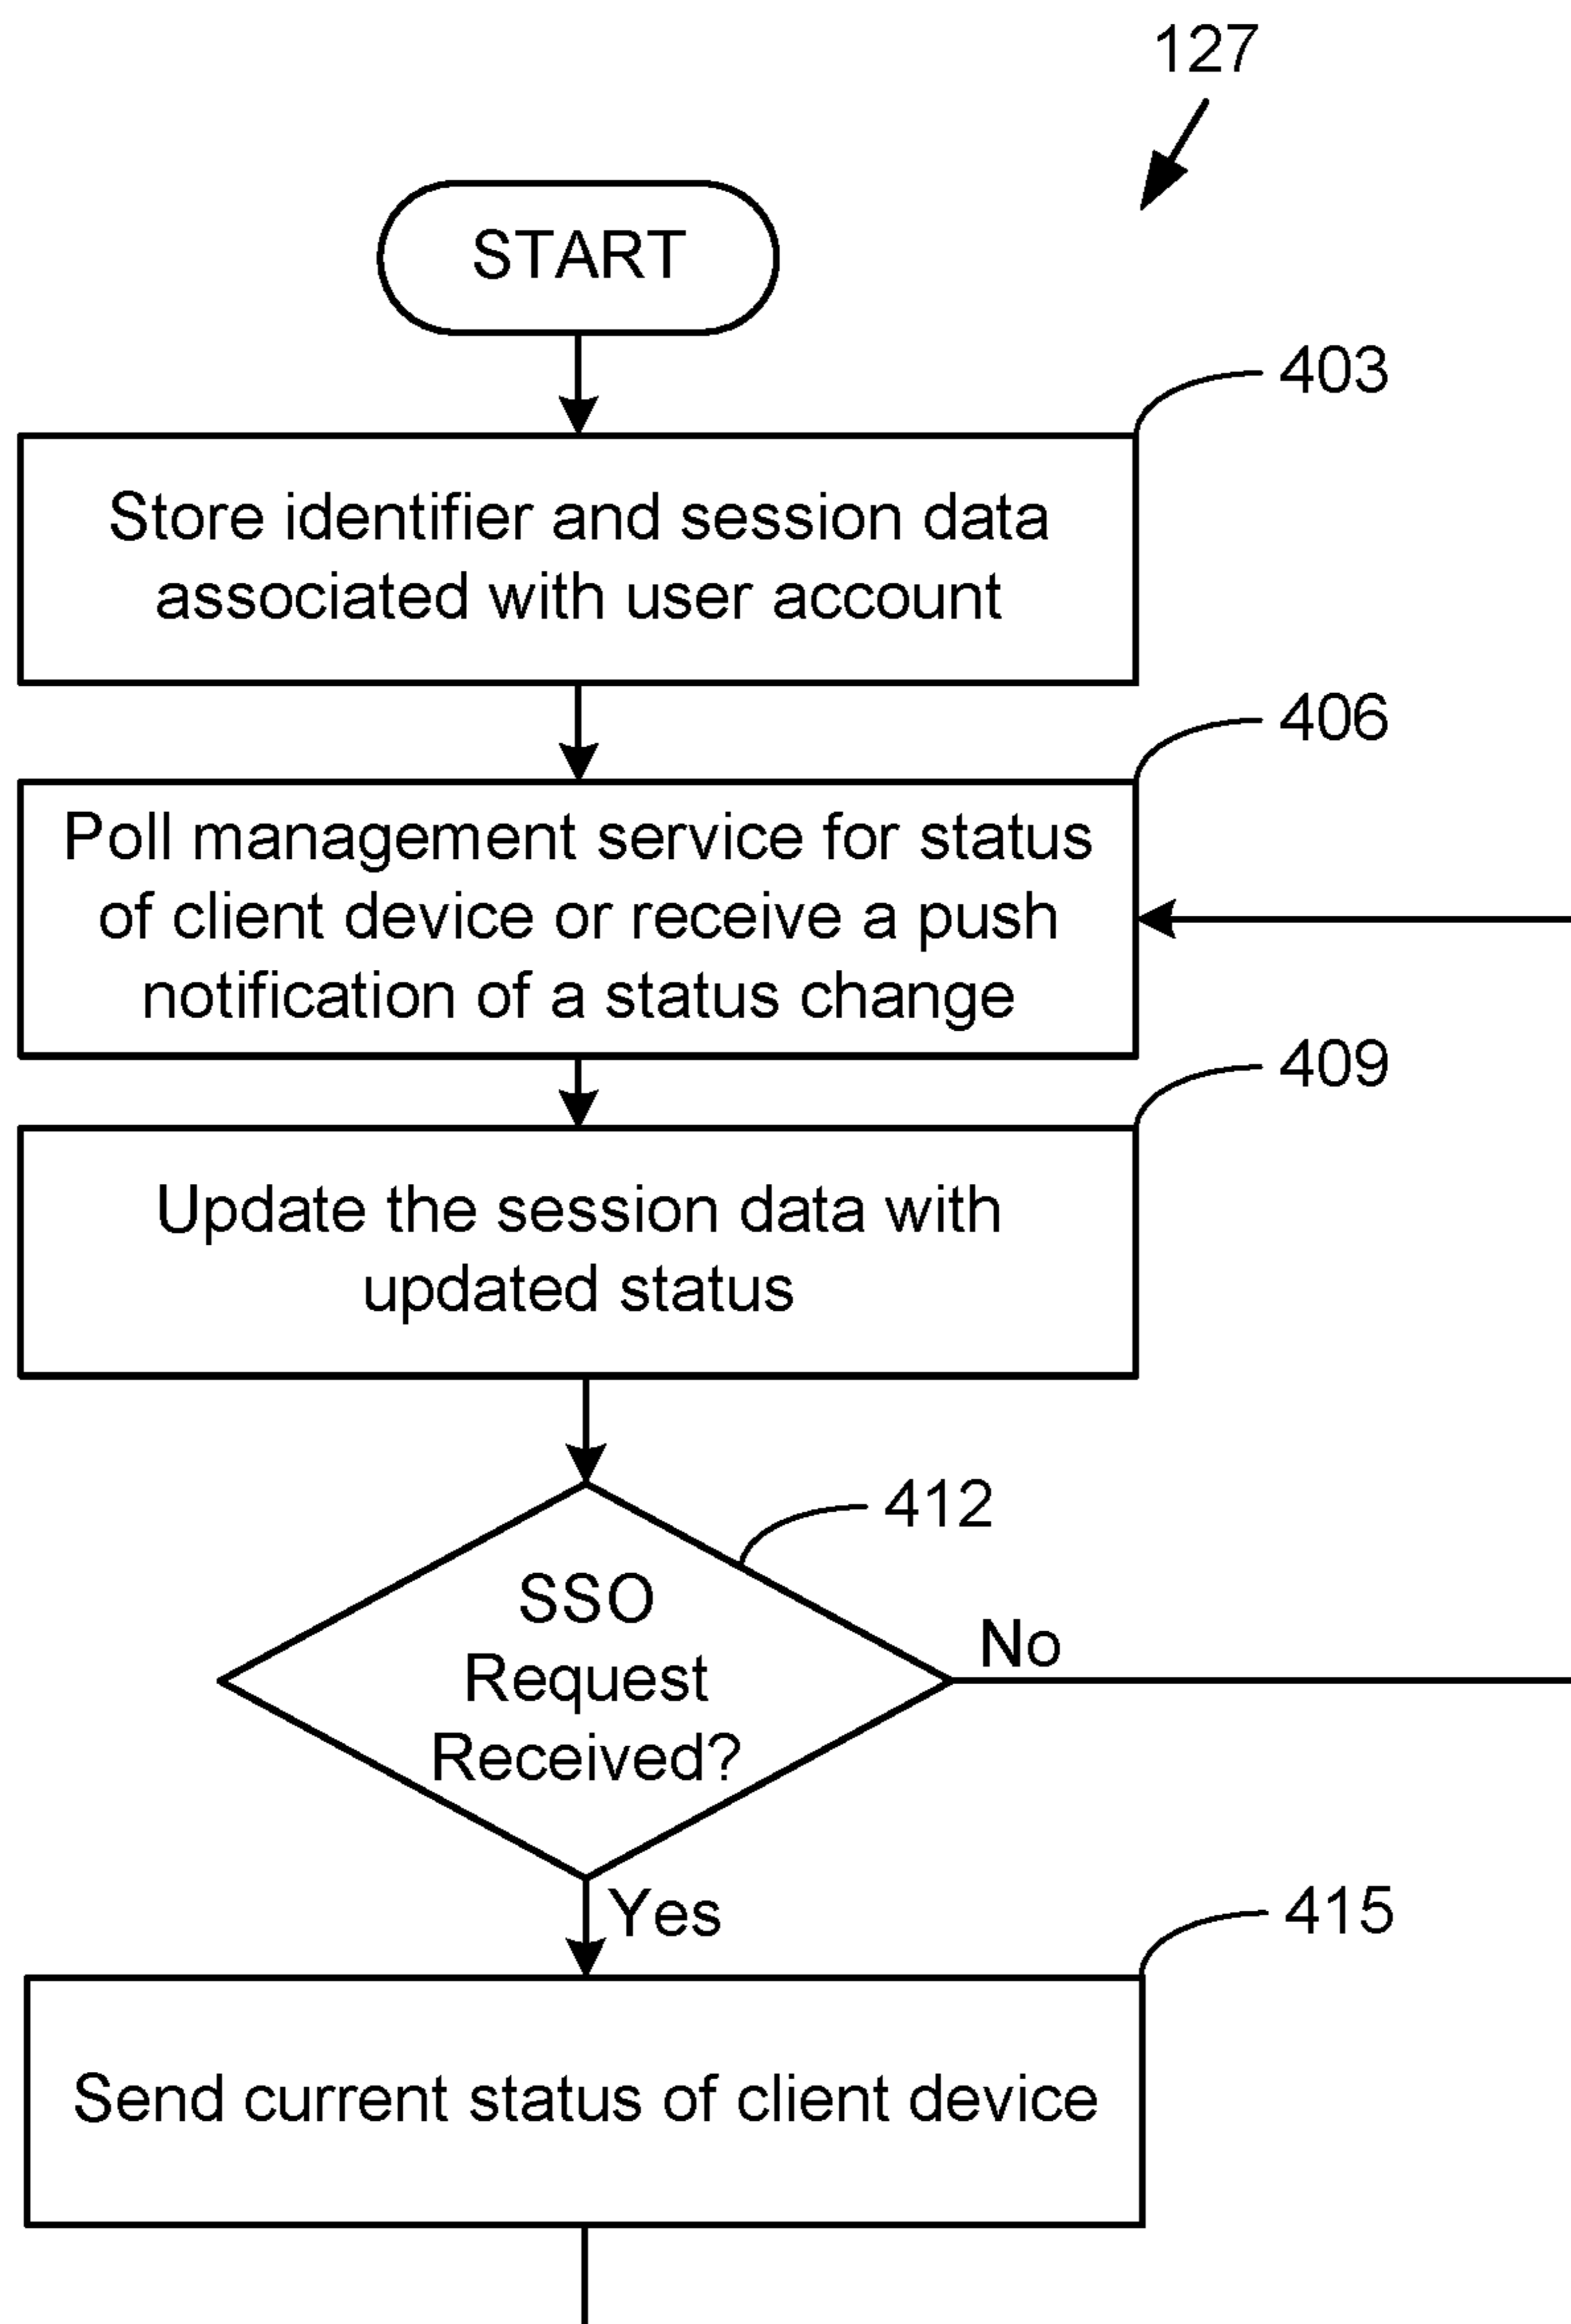 127
START
403
Store identifier and session data
associated with user account
406
Poll management service for status
of client device or receive a push
notification of a status change
409
Update the session data with
updated status
412
SSO
Request
Received?
No
Yes
415
Send current status of client device